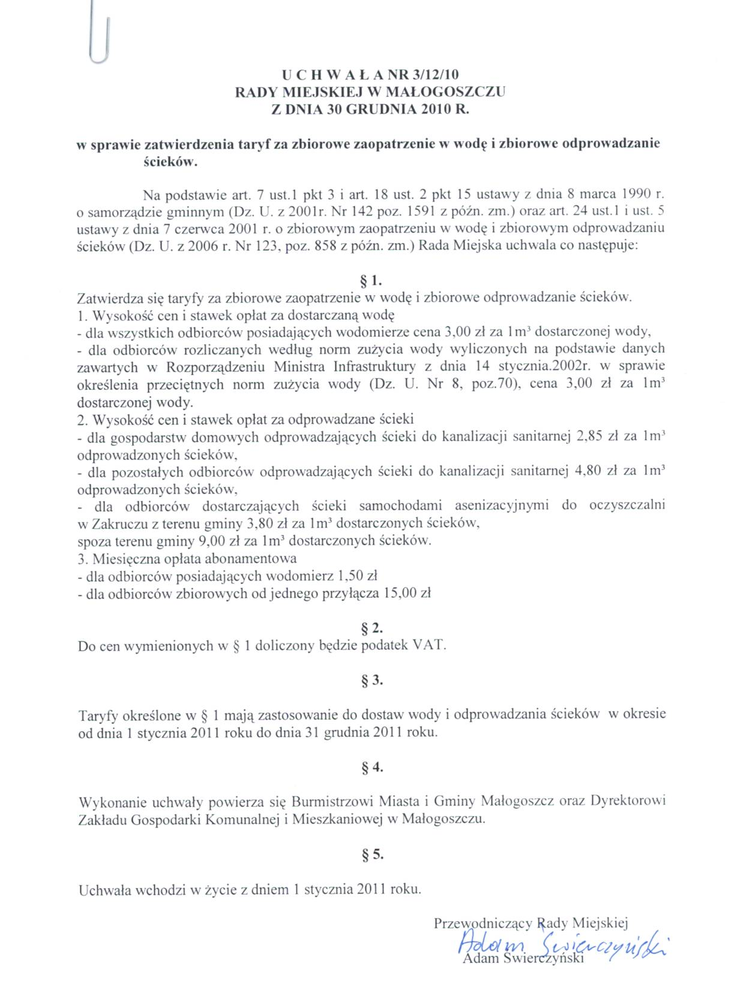 U C H W A Ł A NR 3/12/10
RADY MIEJSKIEJ W MAŁOGOSZCZU
Z DNIA 30 GRUDNIA 2010 R.
w sprawie zatwierdzenia taryf za zbiorowe zaopatrzenie w wodę i zbiorowe odprowadzanie
ścieków.
Na podstawie art. 7 ust.1 pkt 3 i art. 18 ust. 2 pkt 15 ustawy z dnia 8 marca 1990 r.
o samorządzie gminnym (Dz. U. z 2001r. Nr 142 poz. 1591 z późn. zm.) oraz art. 24 ust.1 i ust. 5
ustawy z dnia 7 czerwca 2001 r. o zbiorowym zaopatrzeniu w wodę i zbiorowym odprowadzaniu
ścieków (Dz. U. z 2006 r. Nr 123, poz. 858 z późn. zm.) Rada Miejska uchwala co następuje:
§ 1.
Zatwierdza się taryfy za zbiorowe zaopatrzenie w wodę i zbiorowe odprowadzanie ścieków.
1. Wysokość cen i stawek opłat za dostarczaną wodę
- dla wszystkich odbiorców posiadających wodomierze cena 3,00 zł za 1m³ dostarczonej wody,
- dla odbiorców rozliczanych według norm zużycia wody wyliczonych na podstawie danych
zawartych w Rozporządzeniu Ministra Infrastruktury z dnia 14 stycznia.2002r. w sprawie
określenia przeciętnych norm zużycia wody (Dz. U. Nr 8, poz.70), cena 3,00 zł za 1m³
dostarczonej wody.
2. Wysokość cen i stawek opłat za odprowadzane ścieki
- dla gospodarstw domowych odprowadzających ścieki do kanalizacji sanitarnej 2,85 zł za 1m³
odprowadzonych ścieków,
- dla pozostałych odbiorców odprowadzających ścieki do kanalizacji sanitarnej 4,80 zł za 1m³
odprowadzonych ścieków,
- dla odbiorców dostarczających ścieki samochodami asenizacyjnymi do oczyszczalni
w Zakruczu z terenu gminy 3,80 zł za 1m³ dostarczonych ścieków,
spoza terenu gminy 9,00 zł za 1m³ dostarczonych ścieków.
3. Miesięczna opłata abonamentowa
- dla odbiorców posiadających wodomierz 1,50 zł
- dla odbiorców zbiorowych od jednego przyłącza 15,00 zł
§ 2.
Do cen wymienionych w § 1 doliczony będzie podatek VAT.
§ 3.
Taryfy określone w § 1 mają zastosowanie do dostaw wody i odprowadzania ścieków w okresie
od dnia 1 stycznia 2011 roku do dnia 31 grudnia 2011 roku.
§ 4.
Wykonanie uchwały powierza się Burmistrzowi Miasta i Gminy Małogoszcz oraz Dyrektorowi
Zakładu Gospodarki Komunalnej i Mieszkaniowej w Małogoszczu.
§ 5.
Uchwała wchodzi w życie z dniem 1 stycznia 2011 roku.
Przewodniczący Rady Miejskiej
Adam Świerczyński
Adam Świerczyński